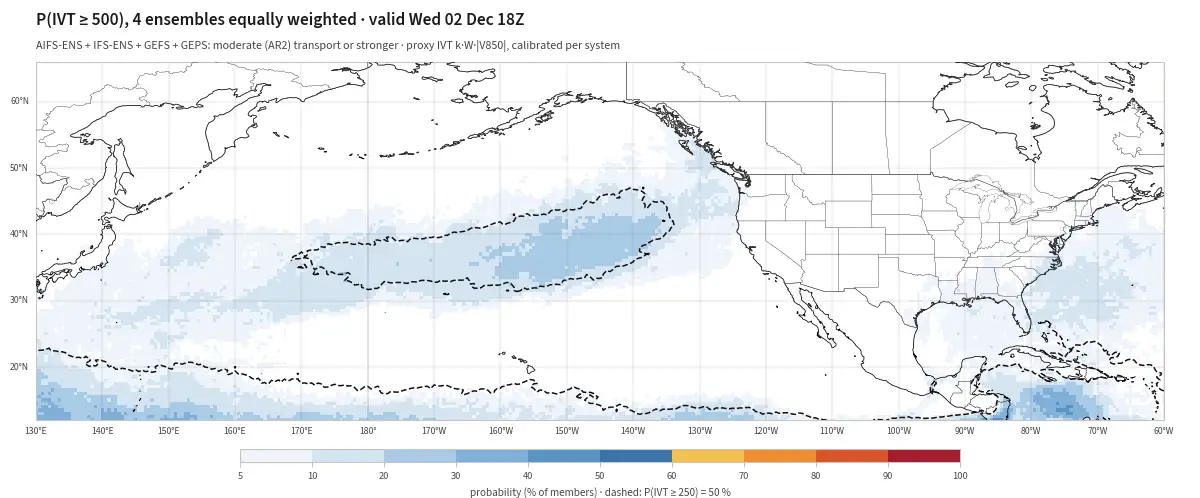 P(IVT ≥ 500), 4 ensembles equally weighted · valid Wed 02 Dec 18Z
AIFS-ENS + IFS-ENS + GEFS + GEPS: moderate (AR2) transport or stronger · proxy IVT k·W·|V850|, calibrated per system
60°N
50°N
40°N
30°N
20°N
130°E 140°E 150°E 160°E 170°E 180° 170°W 160°W 150°W 140°W 130°W 120°W 110°W 100°W 90°W 80°W 70°W 60°W
5 10 20 30 40 50 60 70 80 90 100
probability (% of members) · dashed: P(IVT ≥ 250) = 50 %